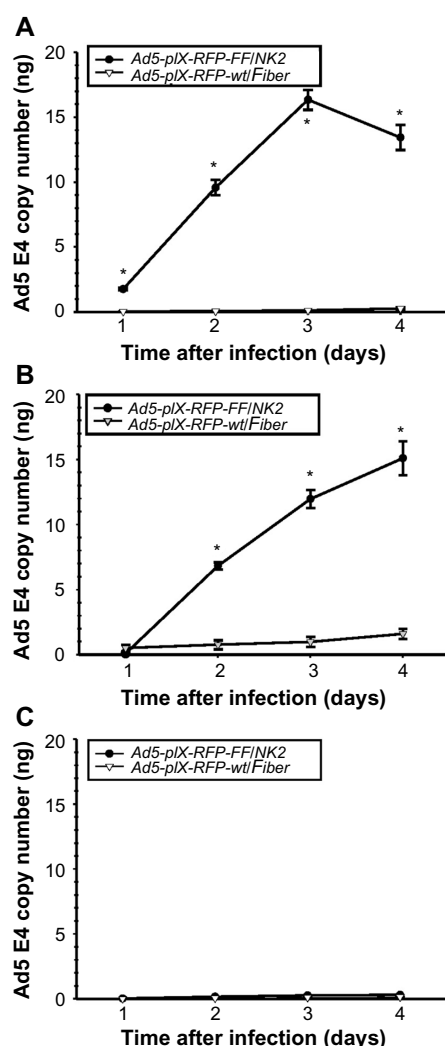 A
20
Ad5-pIX-RFP-FF/NK2
Ad5-pIX-RFP-wt/Fiber
15
10
5
0
Ad5 E4 copy number (ng)
*
*
*
*
1 2 3 4
Time after infection (days)
B
20
Ad5-pIX-RFP-FF/NK2
Ad5-pIX-RFP-wt/Fiber
15
10
5
0
Ad5 E4 copy number (ng)
*
*
*
1 2 3 4
Time after infection (days)
C
20
Ad5-pIX-RFP-FF/NK2
Ad5-pIX-RFP-wt/Fiber
15
10
5
0
Ad5 E4 copy number (ng)
1 2 3 4
Time after infection (days)